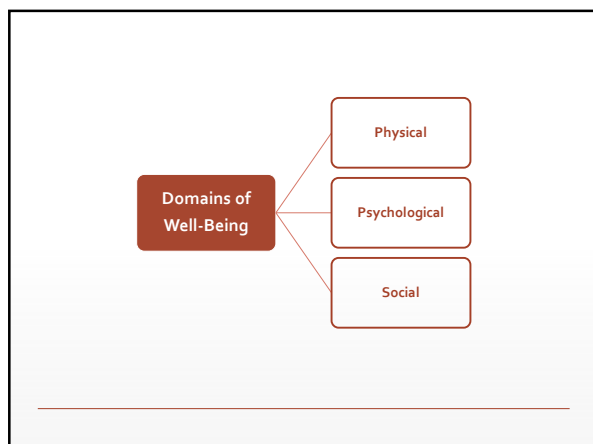 Physical
Domains of
Well-Being
Psychological
Social